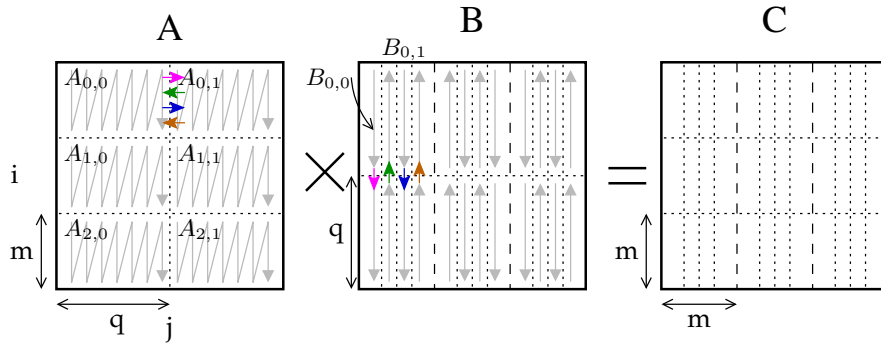 A B C
B₀,₁
A₀,₀ A₀,₁ B₀,₀
× =
A₁,₀ A₁,₁
i
A₂,₀ A₂,₁
q
m m
q j m